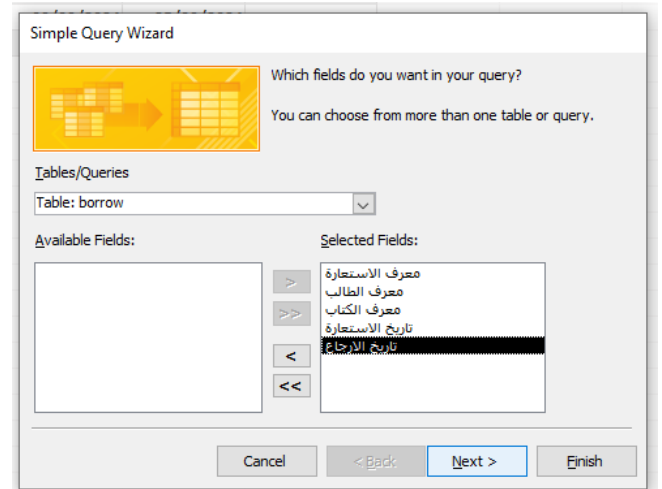 Simple Query Wizard
Which fields do you want in your query?
You can choose from more than one table or query.
Tables/Queries
Table: borrow
Available Fields:
Selected Fields:
>
>>
<
<<
معرف الاستعارة
معرف الطالب
معرف الكتاب
تاريخ الاستعارة
تاريخ الارجاع
Cancel
< Back
Next >
Finish